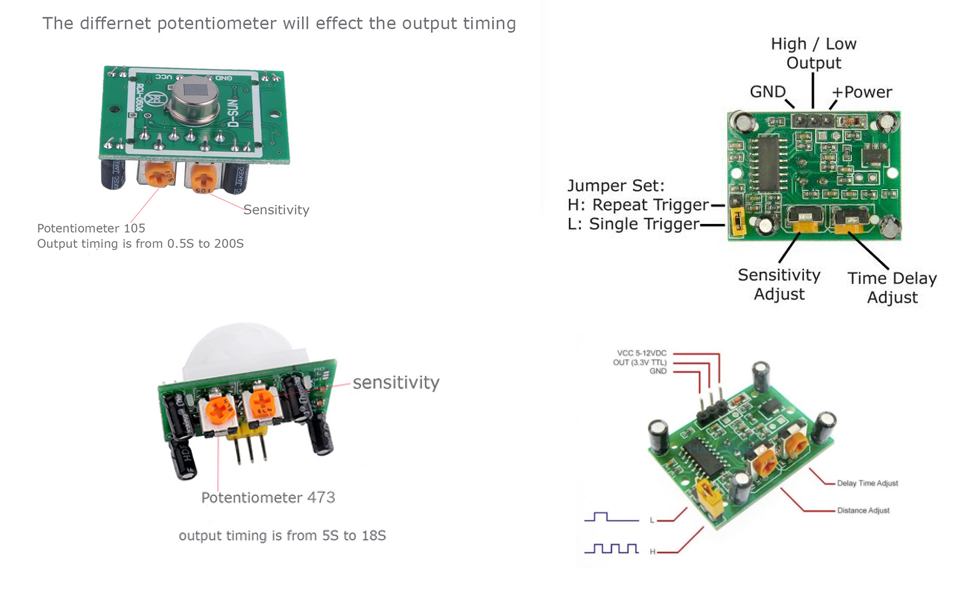 The differnet potentiometer will effect the output timing
GND
VCC
D-SUN
Sensitivity
Potentiometer 105
Output timing is from 0.5S to 200S
High / Low
Output
GND
+Power
Jumper Set:
H: Repeat Trigger
L: Single Trigger
Sensitivity
Adjust
Time Delay
Adjust
sensitivity
Potentiometer 473
output timing is from 5S to 18S
VCC 5-12VDC
OUT (3.3V TTL)
GND
Delay Time Adjust
Distance Adjust
L
H